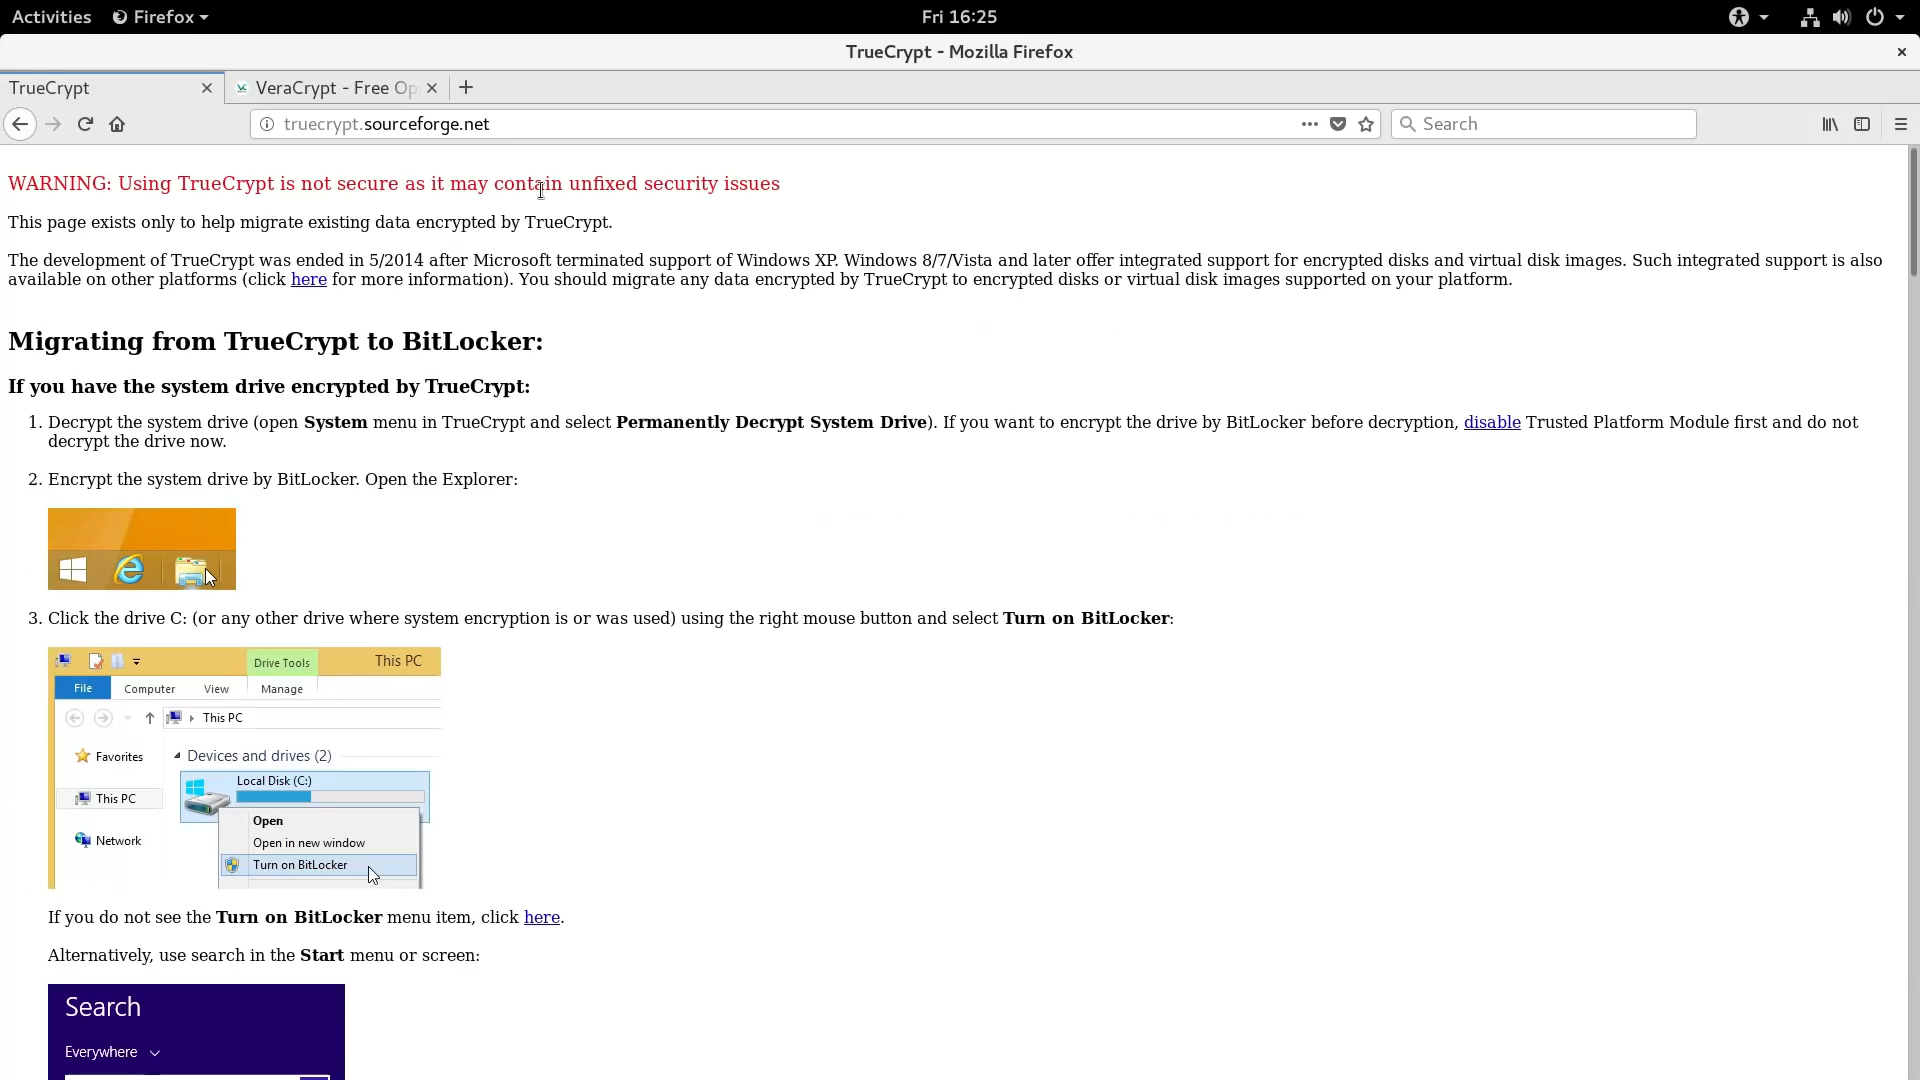 Activities Firefox Fri 16:25
TrueCrypt - Mozilla Firefox
TrueCrypt VeraCrypt - Free Op
truecrypt.sourceforge.net Search
WARNING: Using TrueCrypt is not secure as it may contain unfixed security issues
This page exists only to help migrate existing data encrypted by TrueCrypt.
The development of TrueCrypt was ended in 5/2014 after Microsoft terminated support of Windows XP. Windows 8/7/Vista and later offer integrated support for encrypted disks and virtual disk images. Such integrated support is also
available on other platforms (click here for more information). You should migrate any data encrypted by TrueCrypt to encrypted disks or virtual disk images supported on your platform.
Migrating from TrueCrypt to BitLocker:
If you have the system drive encrypted by TrueCrypt:
1. Decrypt the system drive (open System menu in TrueCrypt and select Permanently Decrypt System Drive). If you want to encrypt the drive by BitLocker before decryption, disable Trusted Platform Module first and do not
decrypt the drive now.
2. Encrypt the system drive by BitLocker. Open the Explorer:
3. Click the drive C: (or any other drive where system encryption is or was used) using the right mouse button and select Turn on BitLocker:
Drive Tools This PC
File Computer View Manage
This PC
Favorites
Devices and drives (2)
Local Disk (C:)
This PC
Open
Network
Open in new window
Turn on BitLocker
If you do not see the Turn on BitLocker menu item, click here.
Alternatively, use search in the Start menu or screen:
Search
Everywhere